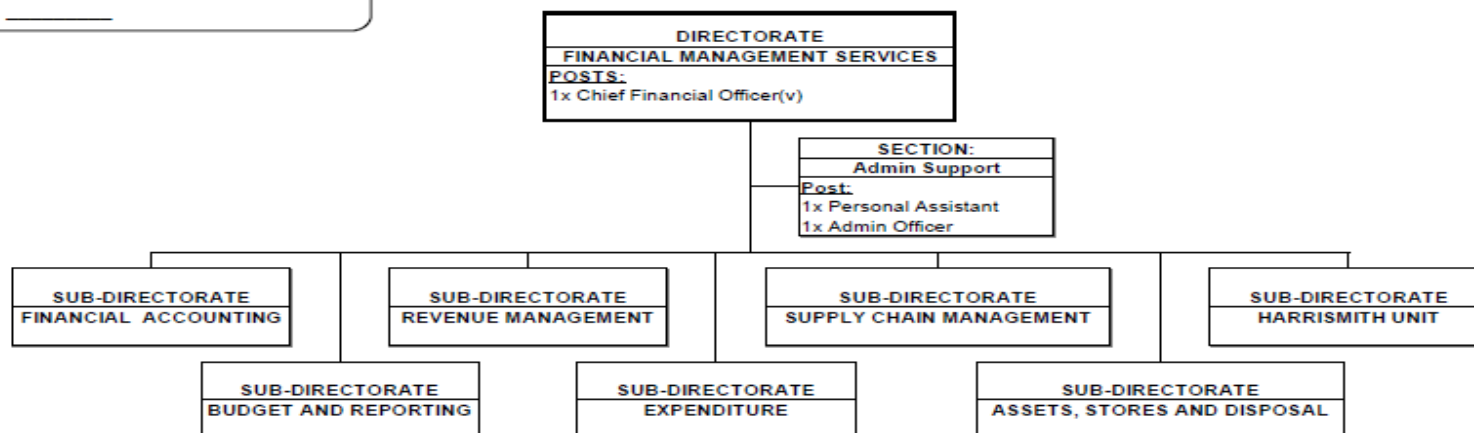 DIRECTORATE
FINANCIAL MANAGEMENT SERVICES
POSTS:
1x Chief Financial Officer(v)
SECTION:
Admin Support
Post:
1x Personal Assistant
1x Admin Officer
SUB-DIRECTORATE
FINANCIAL ACCOUNTING
SUB-DIRECTORATE
REVENUE MANAGEMENT
SUB-DIRECTORATE
SUPPLY CHAIN MANAGEMENT
SUB-DIRECTORATE
HARRISMITH UNIT
SUB-DIRECTORATE
BUDGET AND REPORTING
SUB-DIRECTORATE
EXPENDITURE
SUB-DIRECTORATE
ASSETS, STORES AND DISPOSAL